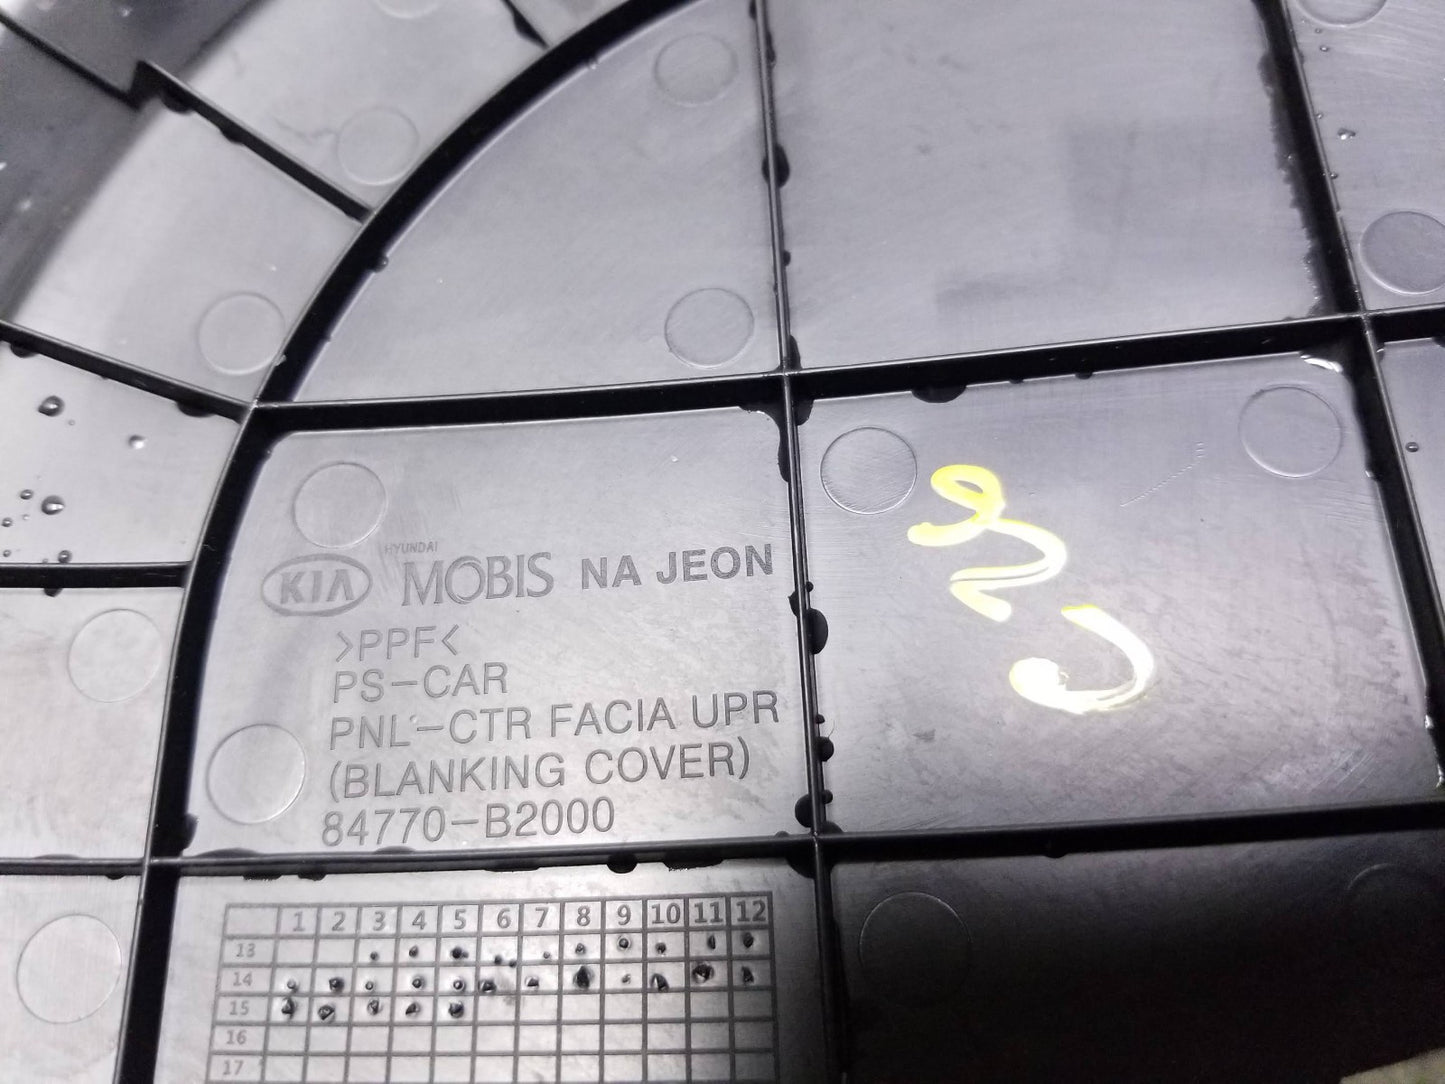 HYUNDAI
KIA MOBIS NA JEON
>PPF<
PS-CAR
PNL-CTR FACIA UPR
(BLANKING COVER)
84770-B2000
1 2 3 4 5 6 7 8 9 10 11 12
13
14
15
16
17